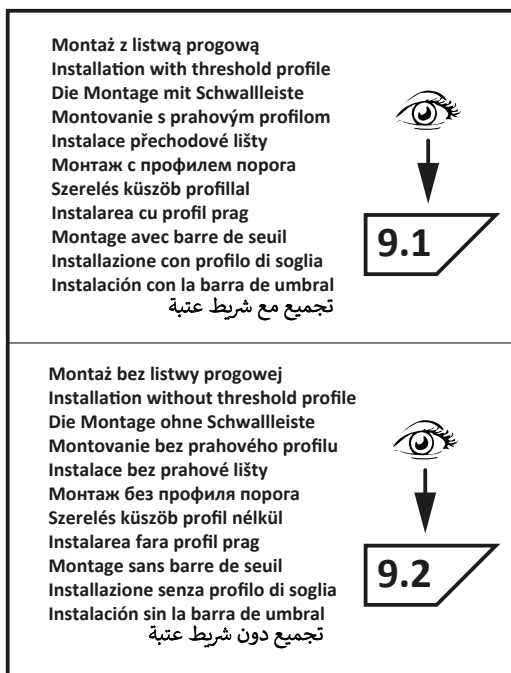 Montaż z listwą progową
Installation with threshold profile
Die Montage mit Schwallleiste
Montovanie s prahovým profilom
Instalace přechodové lišty
Монтаж с профилем порога
Szerelés küszöb profillal
Instalarea cu profil prag
Montage avec barre de seuil
Installazione con profilo di soglia
Instalación con la barra de umbral
تجميع مع شريط عتبة
9.1
Montaż bez listwy progowej
Installation without threshold profile
Die Montage ohne Schwallleiste
Montovanie bez prahového profilu
Instalace bez prahové lišty
Монтаж без профиля порога
Szerelés küszöb profil nélkül
Instalarea fara profil prag
Montage sans barre de seuil
Installazione senza profilo di soglia
Instalación sin la barra de umbral
تجميع دون شريط عتبة
9.2